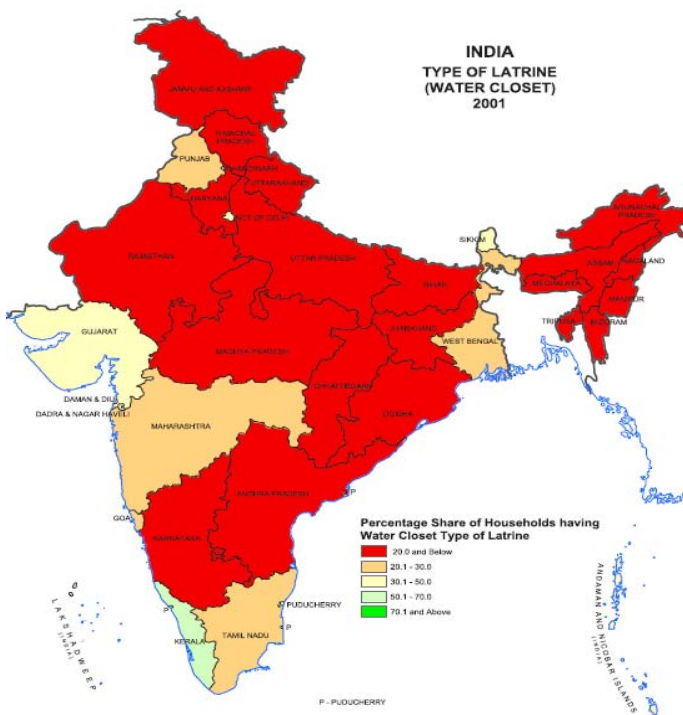 INDIA
TYPE OF LATRINE
(WATER CLOSET)
2001
JAMMU AND KASHMIR
HIMACHAL
PRADESH
PUNJAB
CHANDIGARH
UTTARAKHAND
HARYANA
NCT OF DELHI
ARUNACHAL
PRADESH
SIKKIM
RAJASTHAN
UTTAR PRADESH
ASSAM
NAGALAND
BIHAR
MEGHALAYA
MANIPUR
GUJARAT
JHARKHAND
WEST BENGAL
TRIPURA
MIZORAM
MADHYA PRADESH
CHHATTISGARH
DAMAN & DIU
DADRA & NAGAR HAVELI
ODISHA
MAHARASHTRA
ANDHRA PRADESH
P
GOA
KARNATAKA
Percentage Share of Households having
Water Closet Type of Latrine
20.0 and Below
20.1 - 30.0
30.1 - 50.0
50.1 - 70.0
70.1 and Above
PUDUCHERRY
P
P
KERALA
TAMIL NADU
LAKSHADWEEP
(INDIA)
ANDAMAN AND NICOBAR ISLANDS
(INDIA)
P - PUDUCHERRY